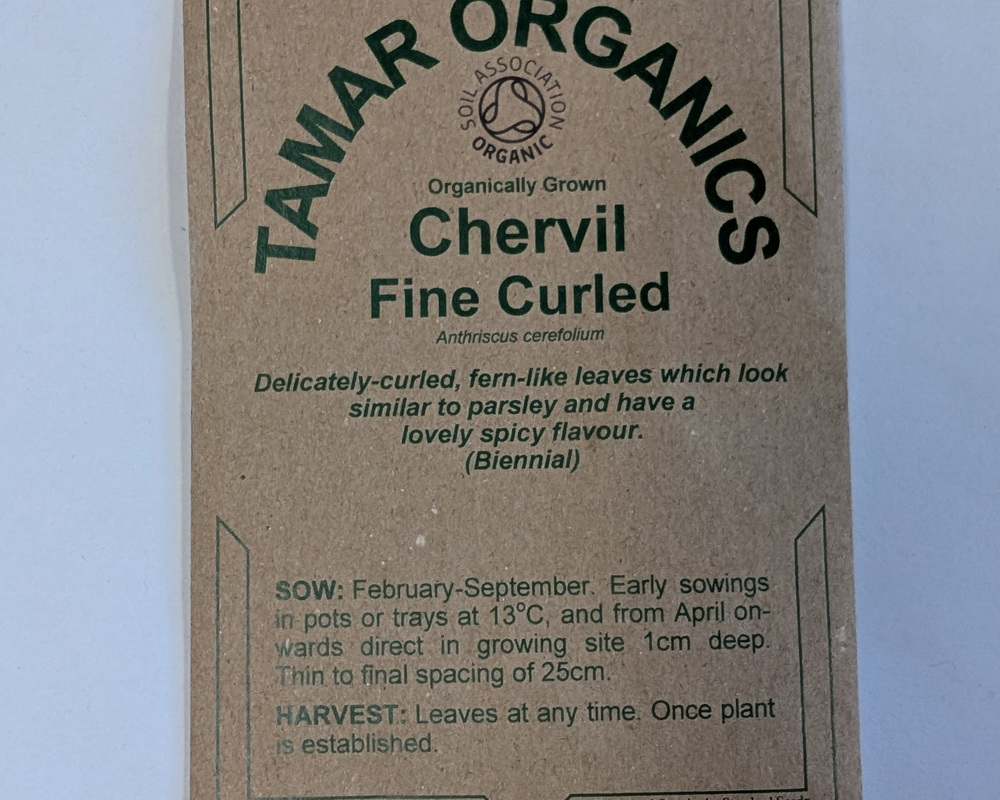 TAMAR ORGANICS
SOIL ASSOCIATION
ORGANIC
Organically Grown
Chervil
Fine Curled
Anthriscus cerefolium
Delicately-curled, fern-like leaves which look
similar to parsley and have a
lovely spicy flavour.
(Biennial)
SOW: February-September. Early sowings
in pots or trays at 13ºC, and from April on-
wards direct in growing site 1cm deep.
Thin to final spacing of 25cm.
HARVEST: Leaves at any time. Once plant
is established.